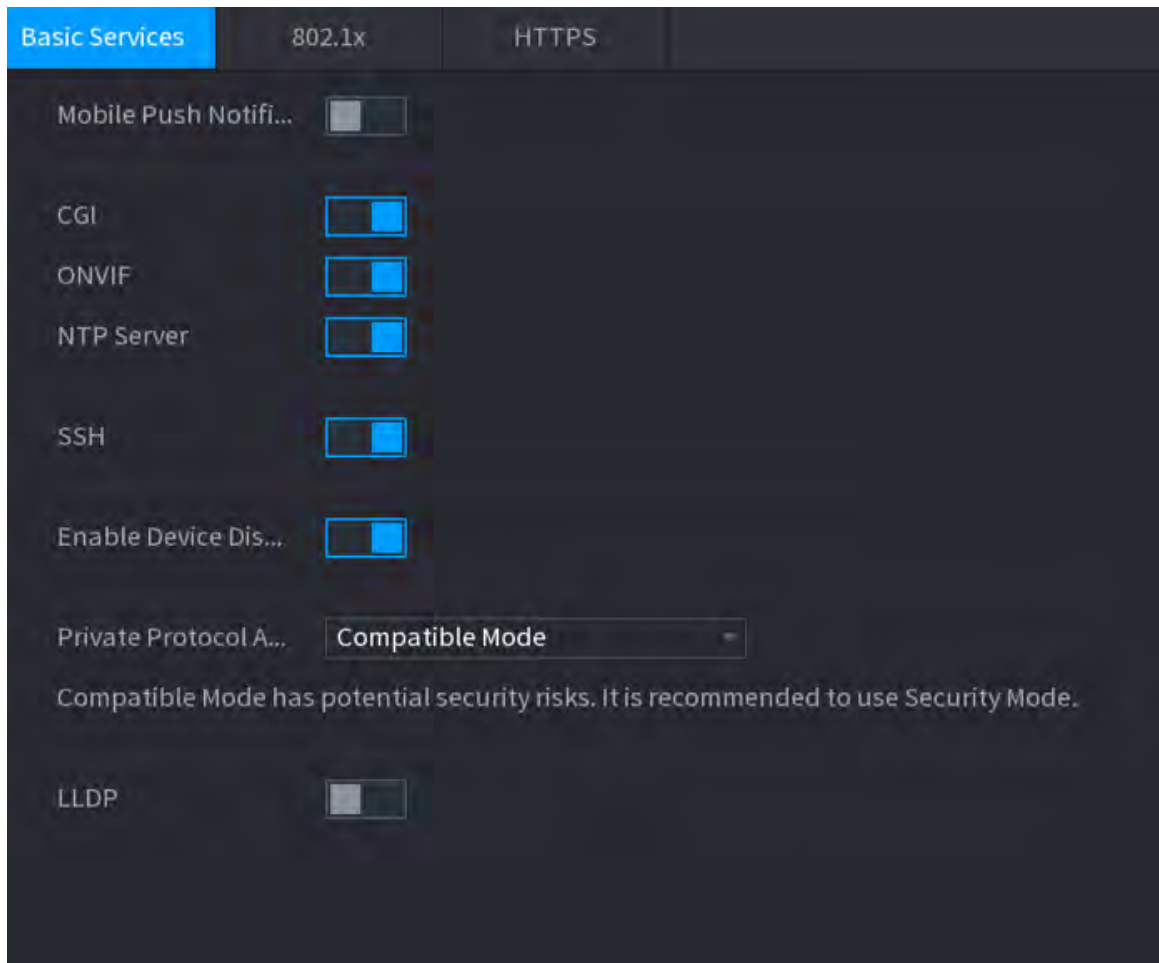 Basic Services 802.1x HTTPS
Mobile Push Notifi...
CGI
ONVIF
NTP Server
SSH
Enable Device Dis...
Private Protocol A... Compatible Mode
Compatible Mode has potential security risks. It is recommended to use Security Mode.
LLDP